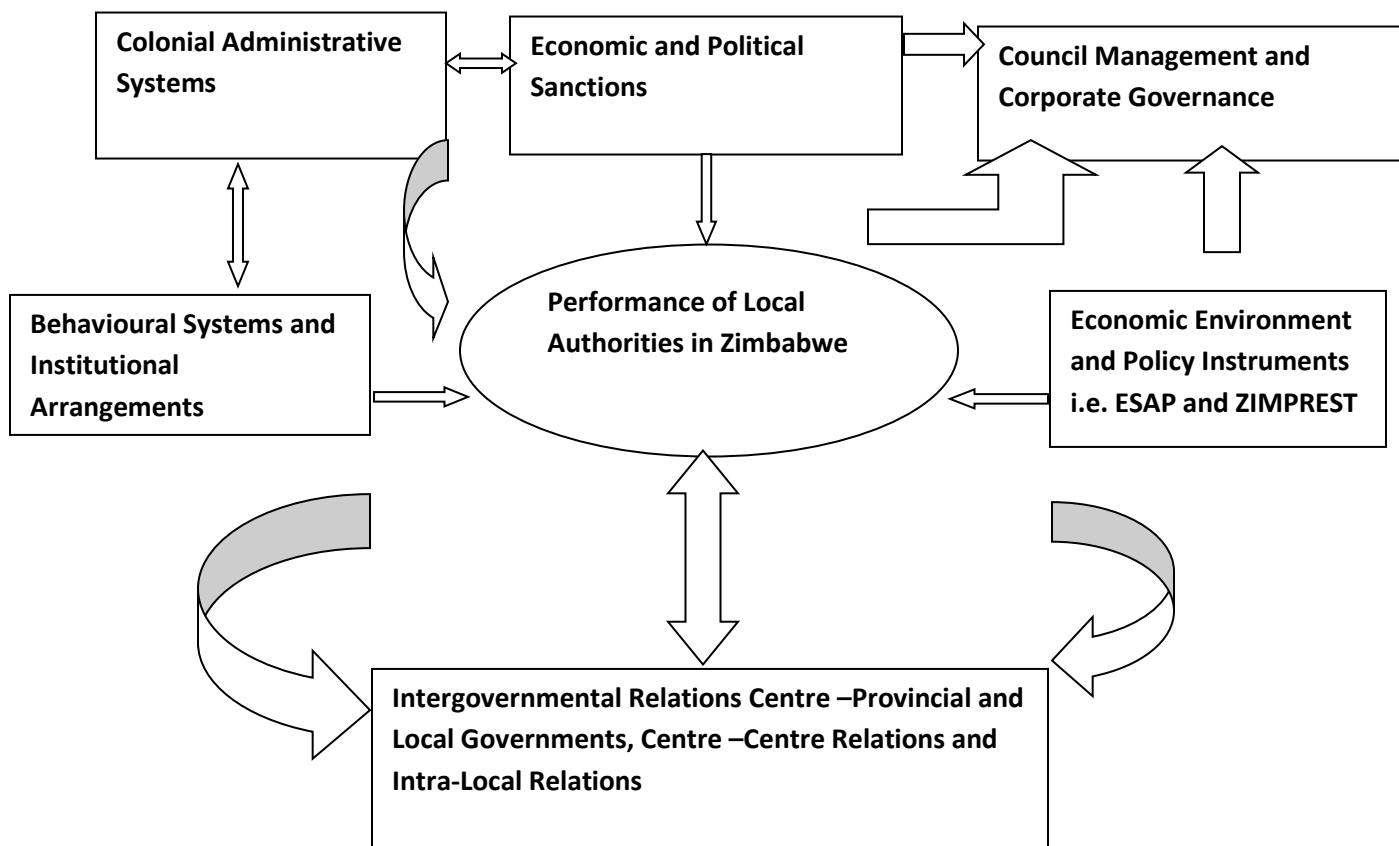 Colonial Administrative
Systems
Economic and Political
Sanctions
Council Management and
Corporate Governance
Performance of Local
Authorities in Zimbabwe
Behavioural Systems and
Institutional
Arrangements
Economic Environment
and Policy Instruments
i.e. ESAP and ZIMPREST
Intergovernmental Relations Centre –Provincial and
Local Governments, Centre –Centre Relations and
Intra-Local Relations